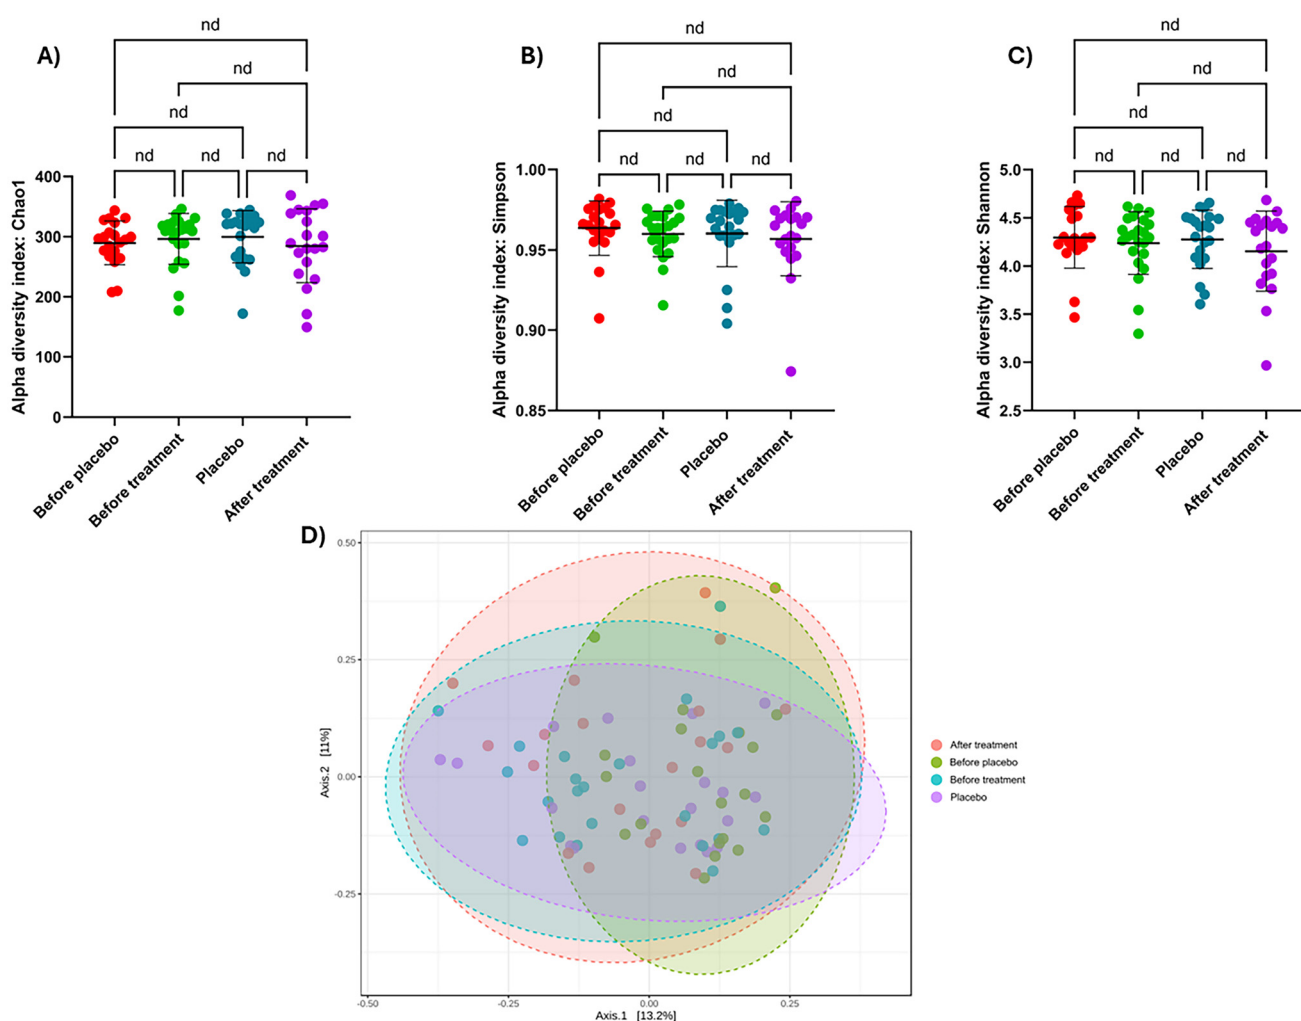 A)
nd
nd
nd
nd nd nd
Alpha diversity index: Chao1
400
300
200
100
0
Before placebo
Before treatment
Placebo
After treatment
B)
nd
nd
nd
nd nd nd
Alpha diversity index: Simpson
1.00
0.95
0.90
0.85
Before placebo
Before treatment
Placebo
After treatment
C)
nd
nd
nd
nd nd nd
Alpha diversity index: Shannon
5.0
4.5
4.0
3.5
3.0
2.5
Before placebo
Before treatment
Placebo
After treatment
D)
Axis.2 [11%]
0.50
0.25
0.00
-0.25
-0.50 -0.25 0.00 0.25
Axis.1 [13.2%]
After treatment
Before placebo
Before treatment
Placebo